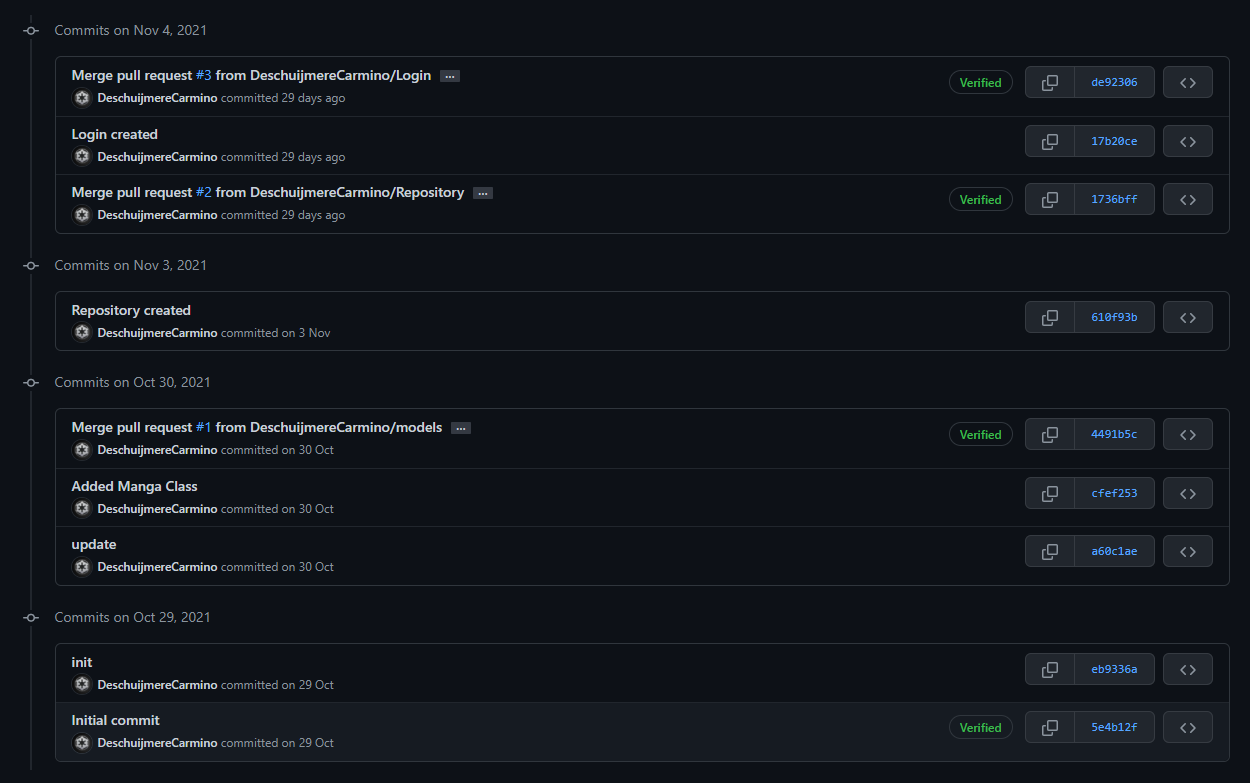 Commits on Nov 4, 2021
Merge pull request #3 from DeschuijmereCarmino/Login ...
Verified
de92306
DeschuijmereCarmino committed 29 days ago
Login created
17b20ce
DeschuijmereCarmino committed 29 days ago
Merge pull request #2 from DeschuijmereCarmino/Repository ...
Verified
1736bff
DeschuijmereCarmino committed 29 days ago
Commits on Nov 3, 2021
Repository created
610f93b
DeschuijmereCarmino committed on 3 Nov
Commits on Oct 30, 2021
Merge pull request #1 from DeschuijmereCarmino/models ...
Verified
4491b5c
DeschuijmereCarmino committed on 30 Oct
Added Manga Class
cfef253
DeschuijmereCarmino committed on 30 Oct
update
a60c1ae
DeschuijmereCarmino committed on 30 Oct
Commits on Oct 29, 2021
init
eb9336a
DeschuijmereCarmino committed on 29 Oct
Initial commit
Verified
5e4b12f
DeschuijmereCarmino committed on 29 Oct